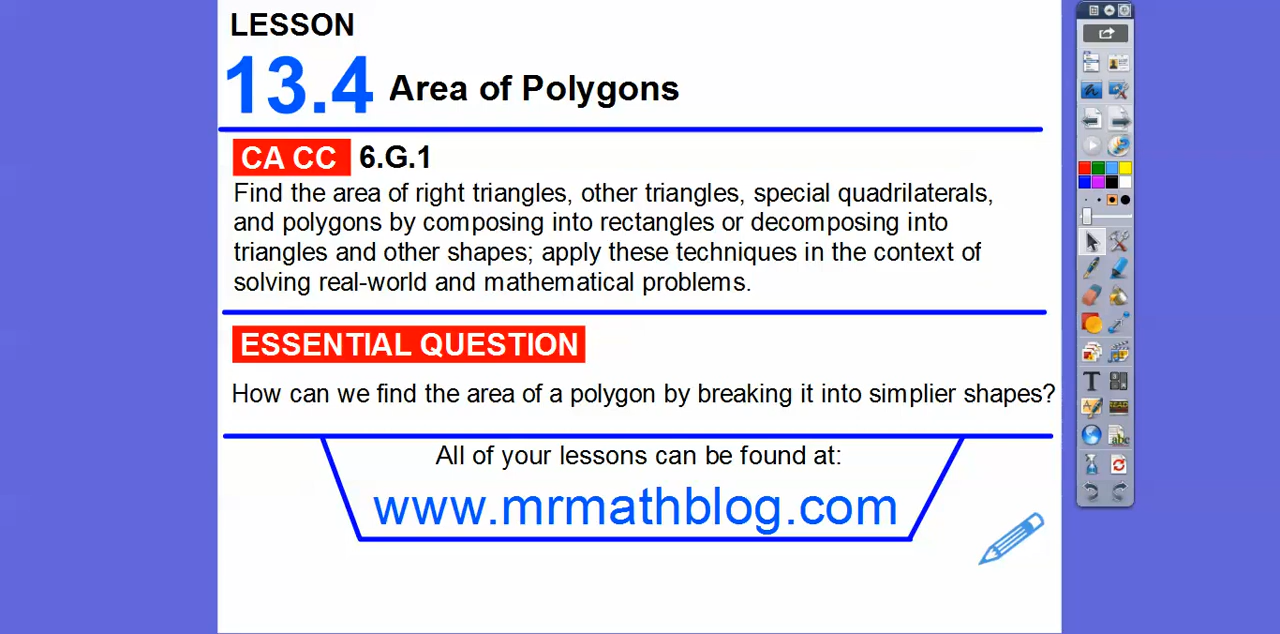 LESSON
13.4 Area of Polygons
CA CC 6.G.1
Find the area of right triangles, other triangles, special quadrilaterals,
and polygons by composing into rectangles or decomposing into
triangles and other shapes; apply these techniques in the context of
solving real-world and mathematical problems.
ESSENTIAL QUESTION
How can we find the area of a polygon by breaking it into simplier shapes?
All of your lessons can be found at:
www.mrmathblog.com